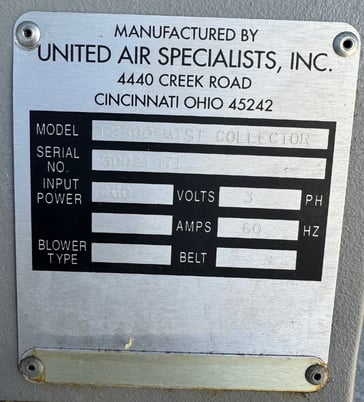 MANUFACTURED BY
UNITED AIR SPECIALISTS, INC.
4440 CREEK ROAD
CINCINNATI OHIO 45242
MODEL MIST COLLECTOR
SERIAL
NO.
INPUT
POWER 460 VOLTS 3 PH
AMPS 60 HZ
BLOWER
TYPE BELT